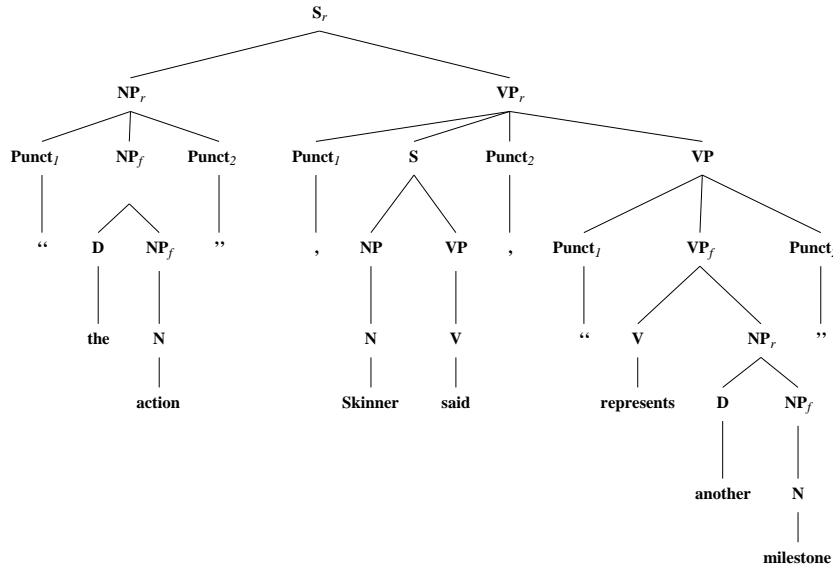 S_r
NP_r VP_r
Punct_1 NP_f Punct_2 Punct_1 S Punct_2 VP
“ D NP_f ” , NP VP , Punct_1 VP_f Punct_2
the N N V “ V NP_r ”
action Skinner said represents D NP_f
another N
milestone